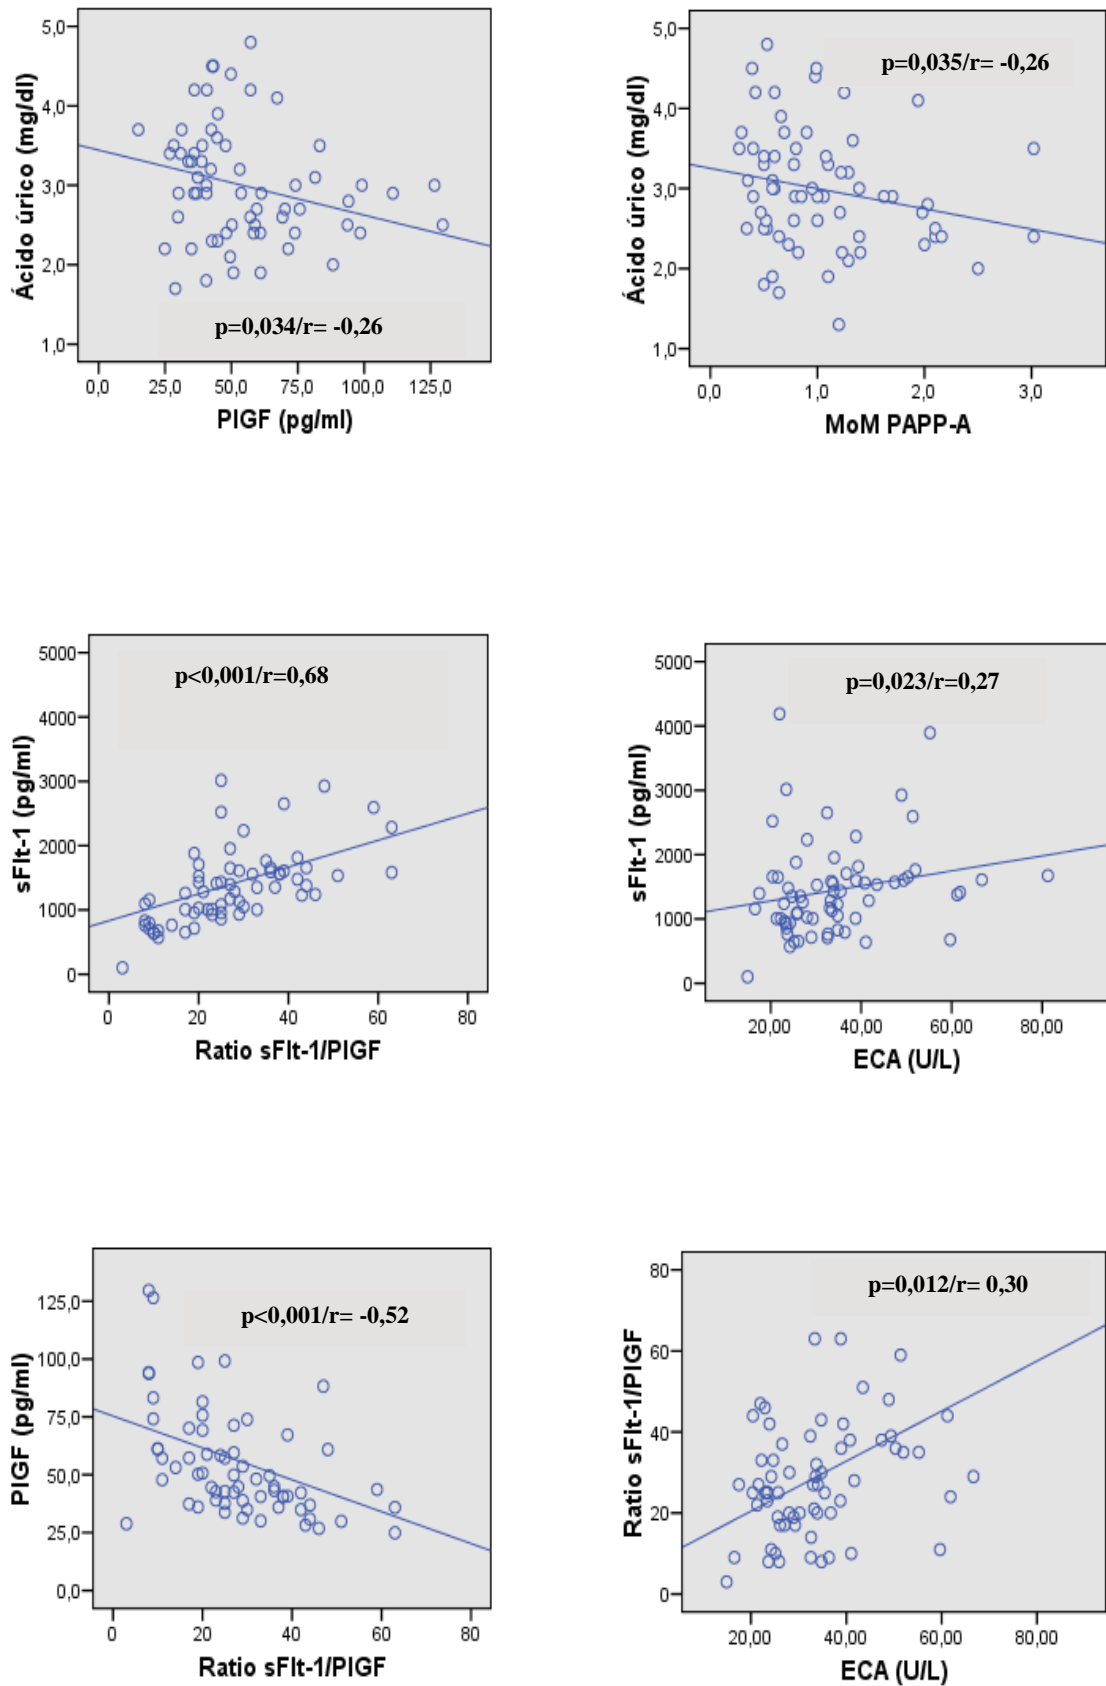 5,0
4,0
3,0
2,0
1,0
Ácido úrico (mg/dl)
p=0,034/r= -0,26
0,0 25,0 50,0 75,0 100,0 125,0
PIGF (pg/ml)
5,0
4,0
3,0
2,0
1,0
Ácido úrico (mg/dl)
p=0,035/r= -0,26
0,0 1,0 2,0 3,0
MoM PAPP-A
5000
4000
3000
2000
1000
0
sFlt-1 (pg/ml)
p<0,001/r=0,68
0 20 40 60 80
Ratio sFlt-1/PIGF
5000
4000
3000
2000
1000
0
sFlt-1 (pg/ml)
p=0,023/r=0,27
20,00 40,00 60,00 80,00
ECA (U/L)
125,0
100,0
75,0
50,0
25,0
0,0
PIGF (pg/ml)
p<0,001/r= -0,52
0 20 40 60 80
Ratio sFlt-1/PIGF
80
60
40
20
0
Ratio sFlt-1/PIGF
p=0,012/r= 0,30
20,00 40,00 60,00 80,00
ECA (U/L)